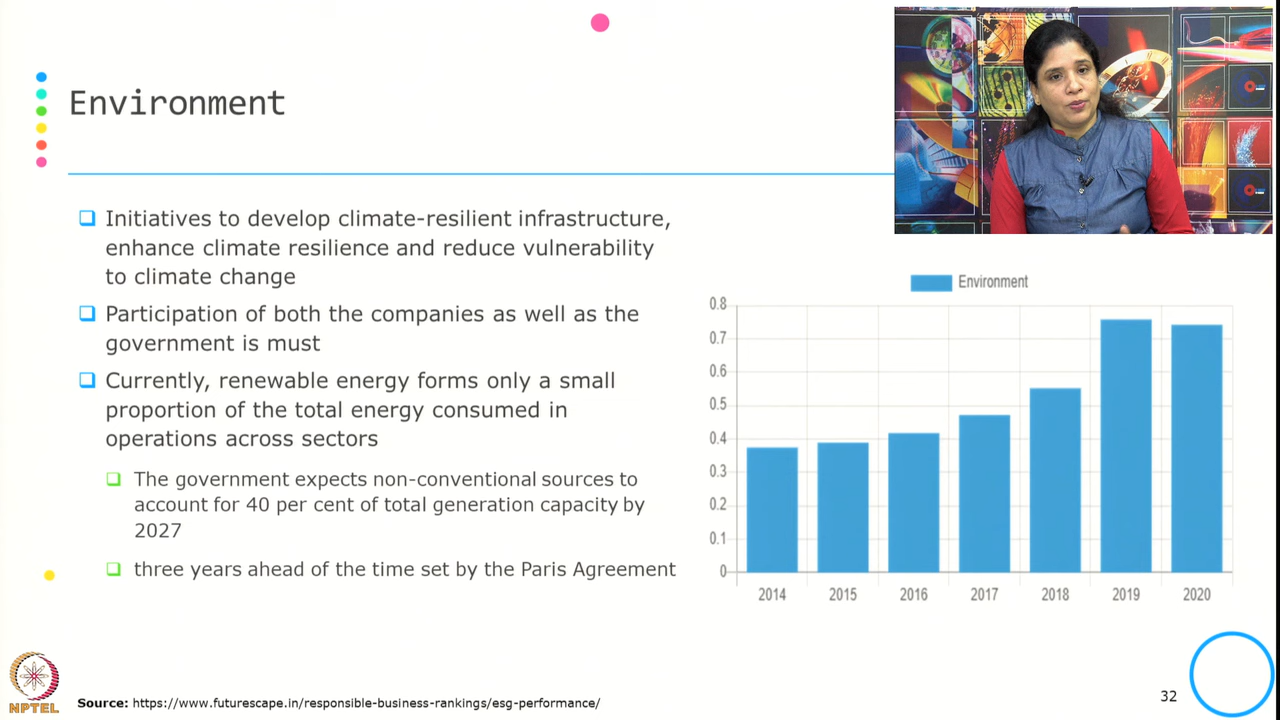 Environment
Initiatives to develop climate-resilient infrastructure,
enhance climate resilience and reduce vulnerability
to climate change
Participation of both the companies as well as the
government is must
Currently, renewable energy forms only a small
proportion of the total energy consumed in
operations across sectors
The government expects non-conventional sources to
account for 40 per cent of total generation capacity by
2027
three years ahead of the time set by the Paris Agreement
Environment
0.8
0.7
0.6
0.5
0.4
0.3
0.2
0.1
0
2014 2015 2016 2017 2018 2019 2020
NPTEL
Source: https://www.futurescape.in/responsible-business-rankings/esg-performance/
32